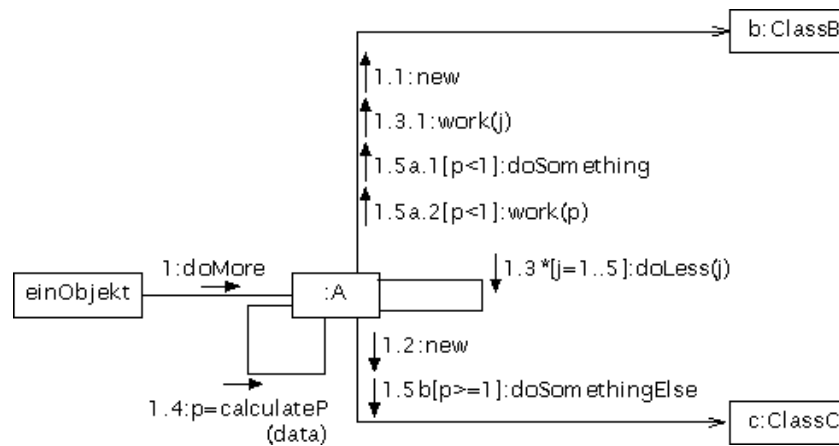 b:ClassB
1.1:new
1.3.1:work(j)
1.5a.1[p<1]:doSomething
1.5a.2[p<1]:work(p)
1:doMore
1.3*[j=1..5]:doLess(j)
einObjekt
:A
1.2:new
1.5b[p>=1]:doSomethingElse
1.4:p=calculateP
(data)
c:ClassC